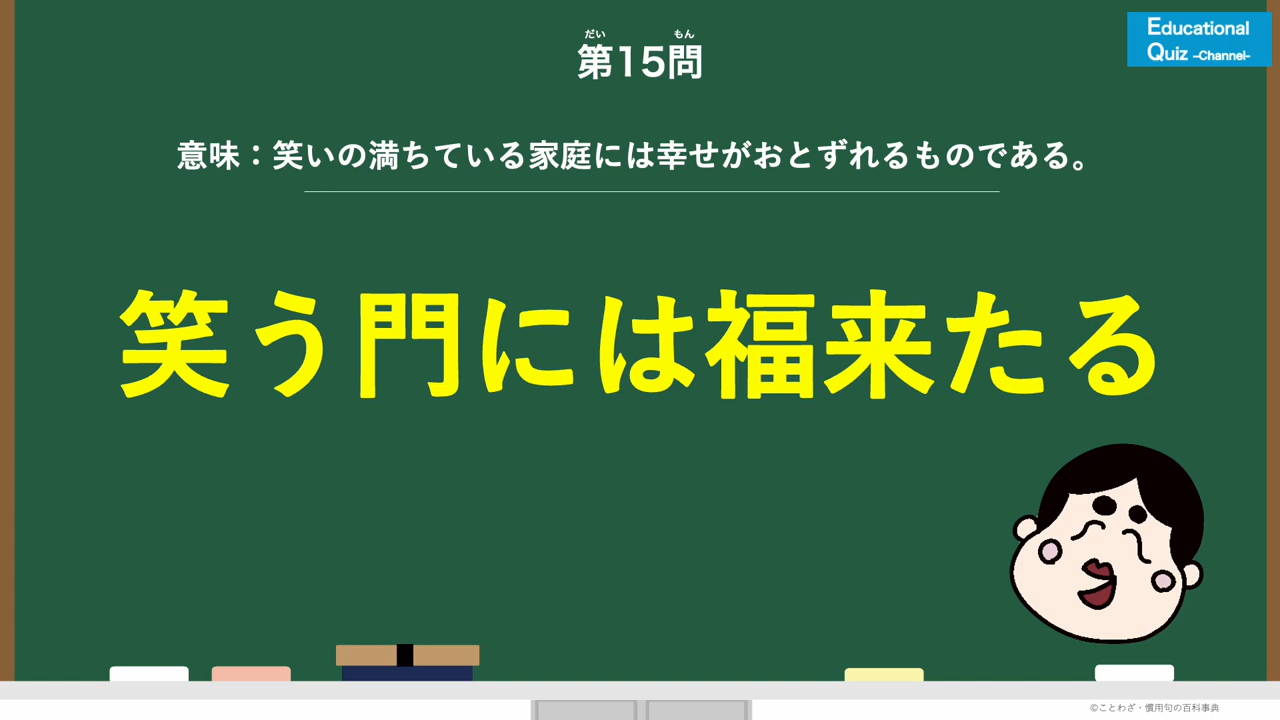 だい もん
第15問
Educational
Quiz -Channel-
意味：笑いの満ちている家庭には幸せがおとずれるものである。
笑う門には福来たる
©ことわざ・慣用句の百科事典